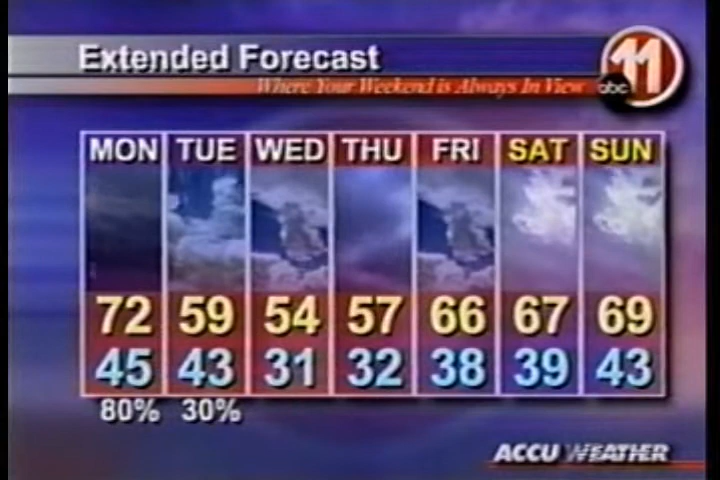 Extended Forecast
11
abc
Where Your Weekend is Always In View
MON TUE WED THU FRI SAT SUN
72 59 54 57 66 67 69
45 43 31 32 38 39 43
80% 30%
ACCU WEATHER